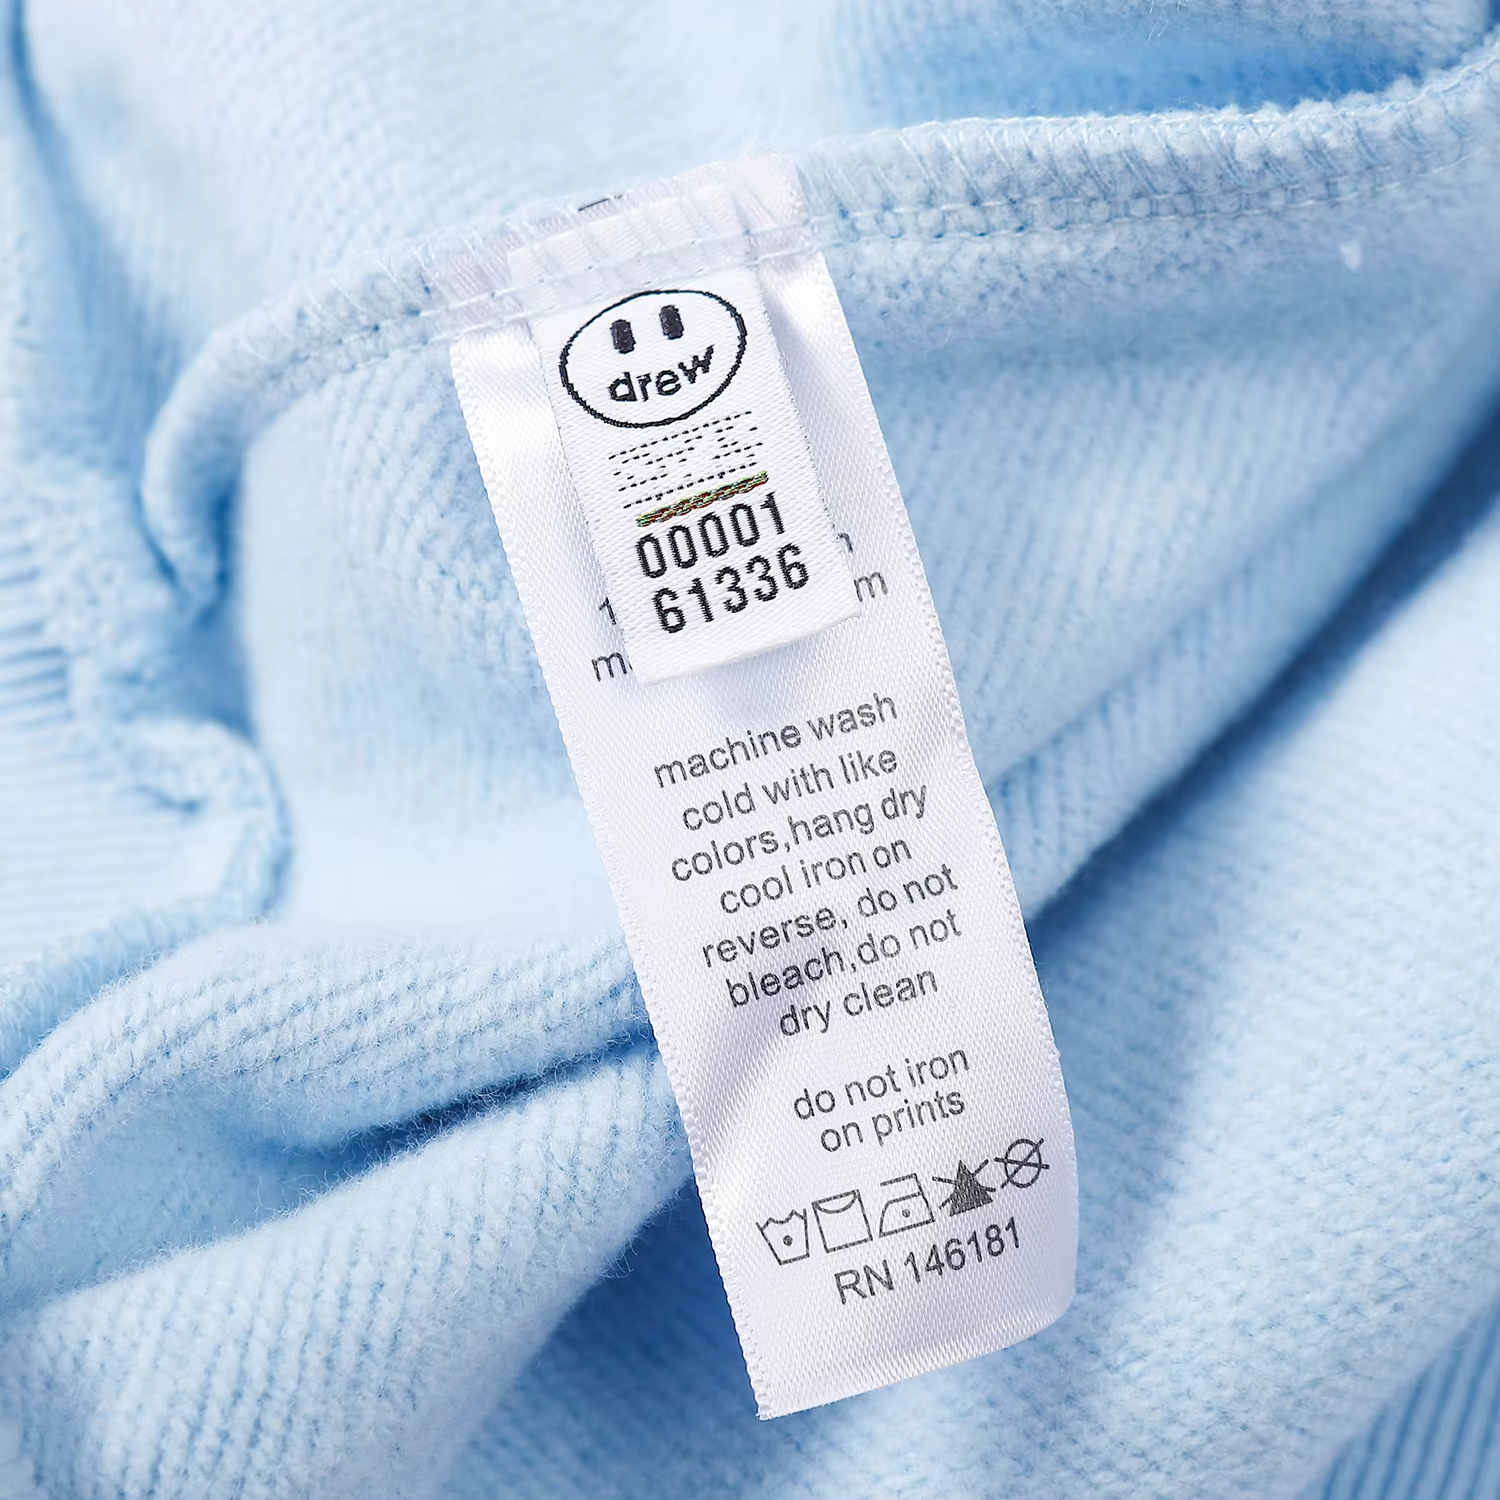 drew
00001
61336
machine wash
cold with like
colors,hang dry
cool iron on
reverse, do not
bleach,do not
dry clean
do not iron
on prints
RN 146181